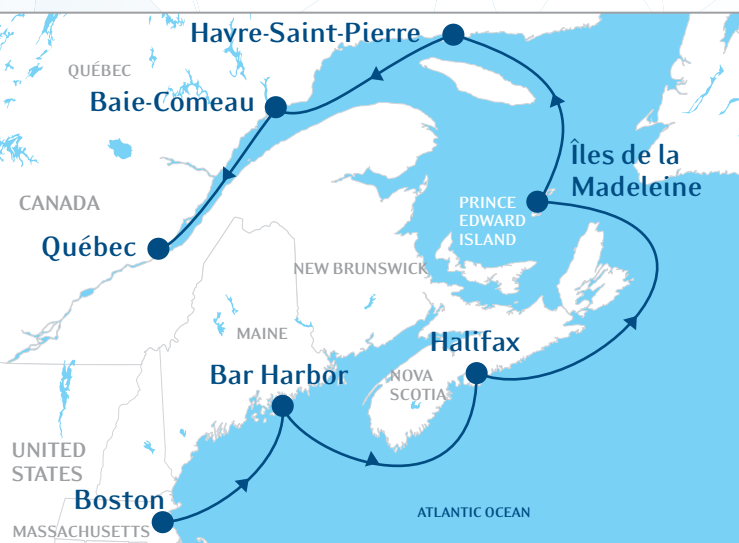 Havre-Saint-Pierre
QUÉBEC
Baie-Comeau
Îles de la
Madeleine
CANADA
PRINCE
EDWARD
ISLAND
Québec
NEW BRUNSWICK
MAINE
Halifax
Bar Harbor
NOVA
SCOTIA
UNITED
STATES
Boston
ATLANTIC OCEAN
MASSACHUSETTS